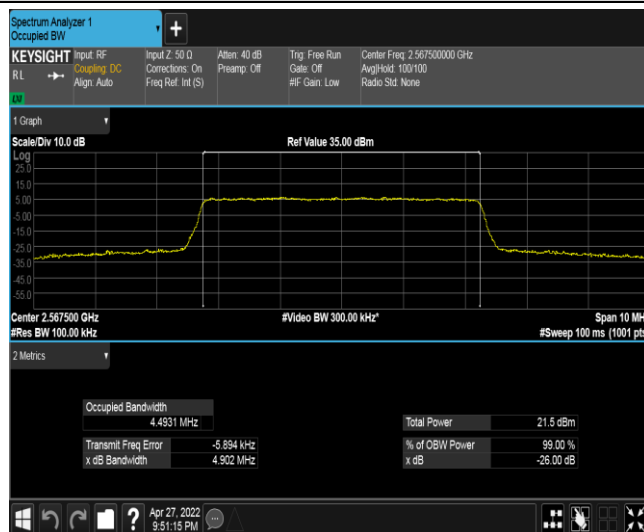 Spectrum Analyzer 1
Occupied BW
KEYSIGHT
RL
Input: RF
Coupling: DC
Align: Auto
Input Z: 50 Ω
Corrections: On
Freq Ref: Int (S)
Atten: 40 dB
Preamp: Off
Trig: Free Run
Gate: Off
#IF Gain: Low
Center Freq: 2.567500000 GHz
Avg|Hold: 100/100
Radio Std: None
1 Graph
Scale/Div 10.0 dB
Ref Value 35.00 dBm
Log
25.0
15.0
5.00
-5.00
-15.0
-25.0
-35.0
-45.0
-55.0
Center 2.567500 GHz
#Video BW 300.00 kHz*
Span 10 MH
#Res BW 100.00 kHz
#Sweep 100 ms (1001 pts
2 Metrics
Occupied Bandwidth
4.4931 MHz
Total Power 21.5 dBm
Transmit Freq Error -5.894 kHz
% of OBW Power 99.00 %
x dB Bandwidth 4.902 MHz
x dB -26.00 dB
?
Apr 27, 2022
9:51:15 PM